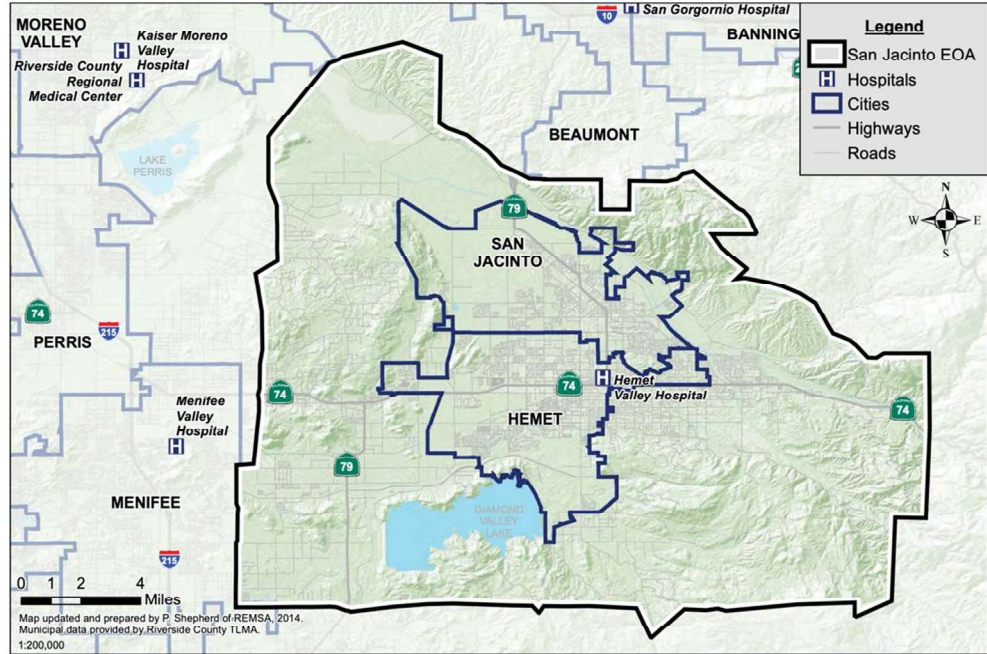 MORENO
VALLEY
Kaiser Moreno
Valley
Hospital
H
Riverside County
Regional
Medical Center
H
10
H
San Gorgornio Hospital
BANNING
BEAUMONT
LAKE
PERRIS
Legend
San Jacinto EOA
H Hospitals
Cities
Highways
Roads
N
W E
S
79
SAN
JACINTO
74
215
PERRIS
74
74
H Hemet
Valley Hospital
74
HEMET
Menifee
Valley
Hospital
H
79
MENIFEE
DIAMOND
VALLEY
LAKE
215
0 1 2 4
Miles
Map updated and prepared by P. Shepherd of REMSA, 2014.
Municipal data provided by Riverside County TLMA.
1:200,000